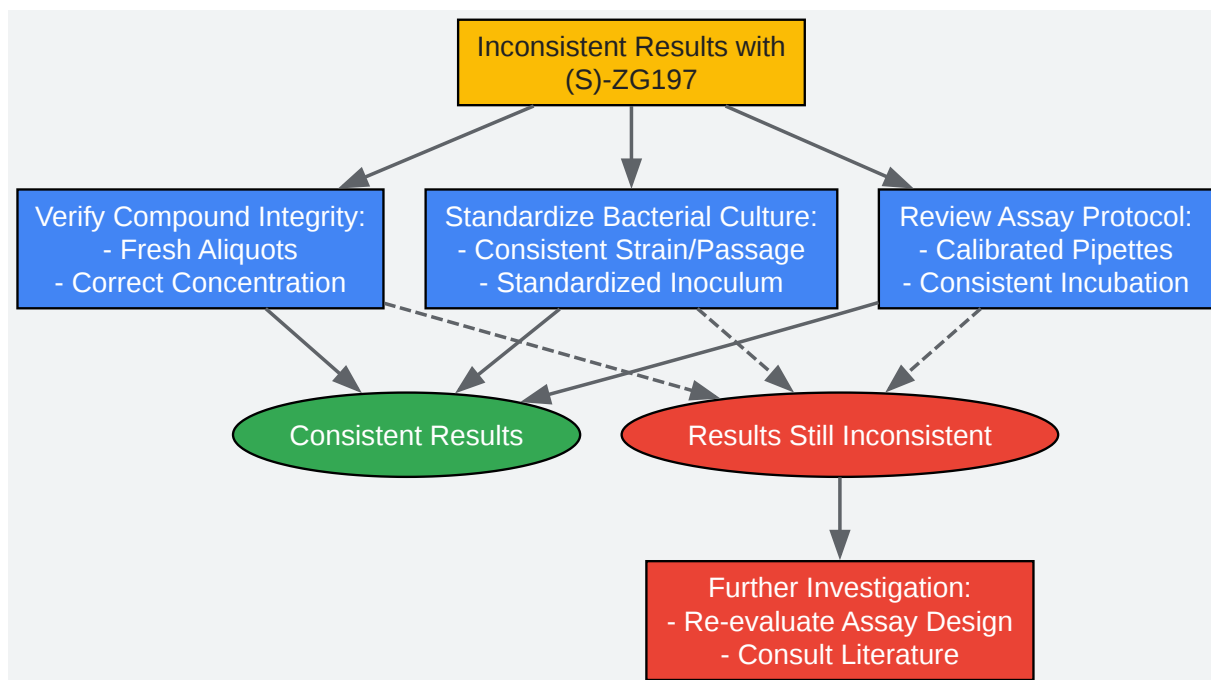 Inconsistent Results with
(S)-ZG197
Verify Compound Integrity:
- Fresh Aliquots
- Correct Concentration
Standardize Bacterial Culture:
- Consistent Strain/Passage
- Standardized Inoculum
Review Assay Protocol:
- Calibrated Pipettes
- Consistent Incubation
Consistent Results
Results Still Inconsistent
Further Investigation:
- Re-evaluate Assay Design
- Consult Literature